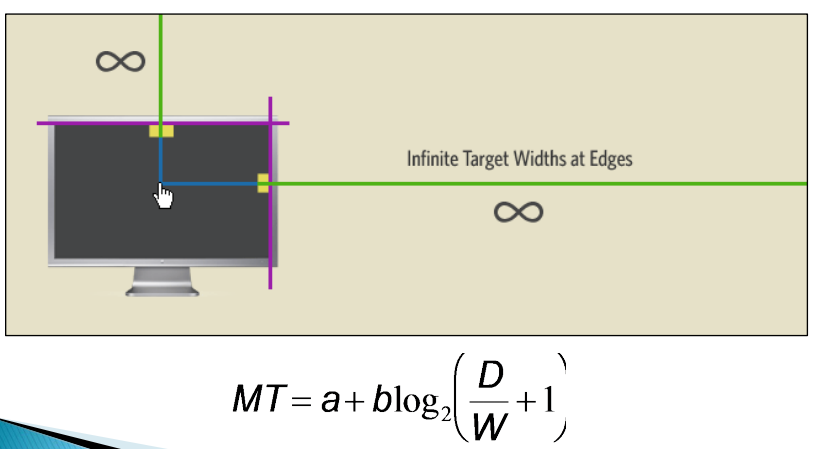 ∞
Infinite Target Widths at Edges
∞
MT = a + b log₂(D/W + 1)